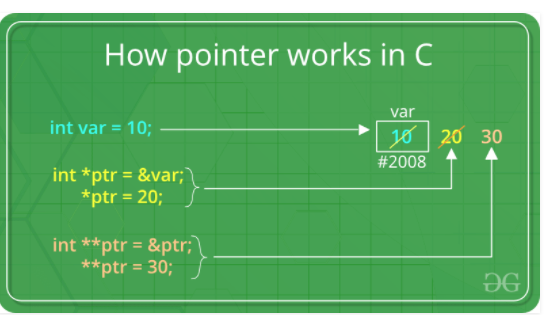 How pointer works in C
var
int var = 10;
10 20 30
#2008
int *ptr = &var;
*ptr = 20;
int **ptr = &ptr;
**ptr = 30;
GG